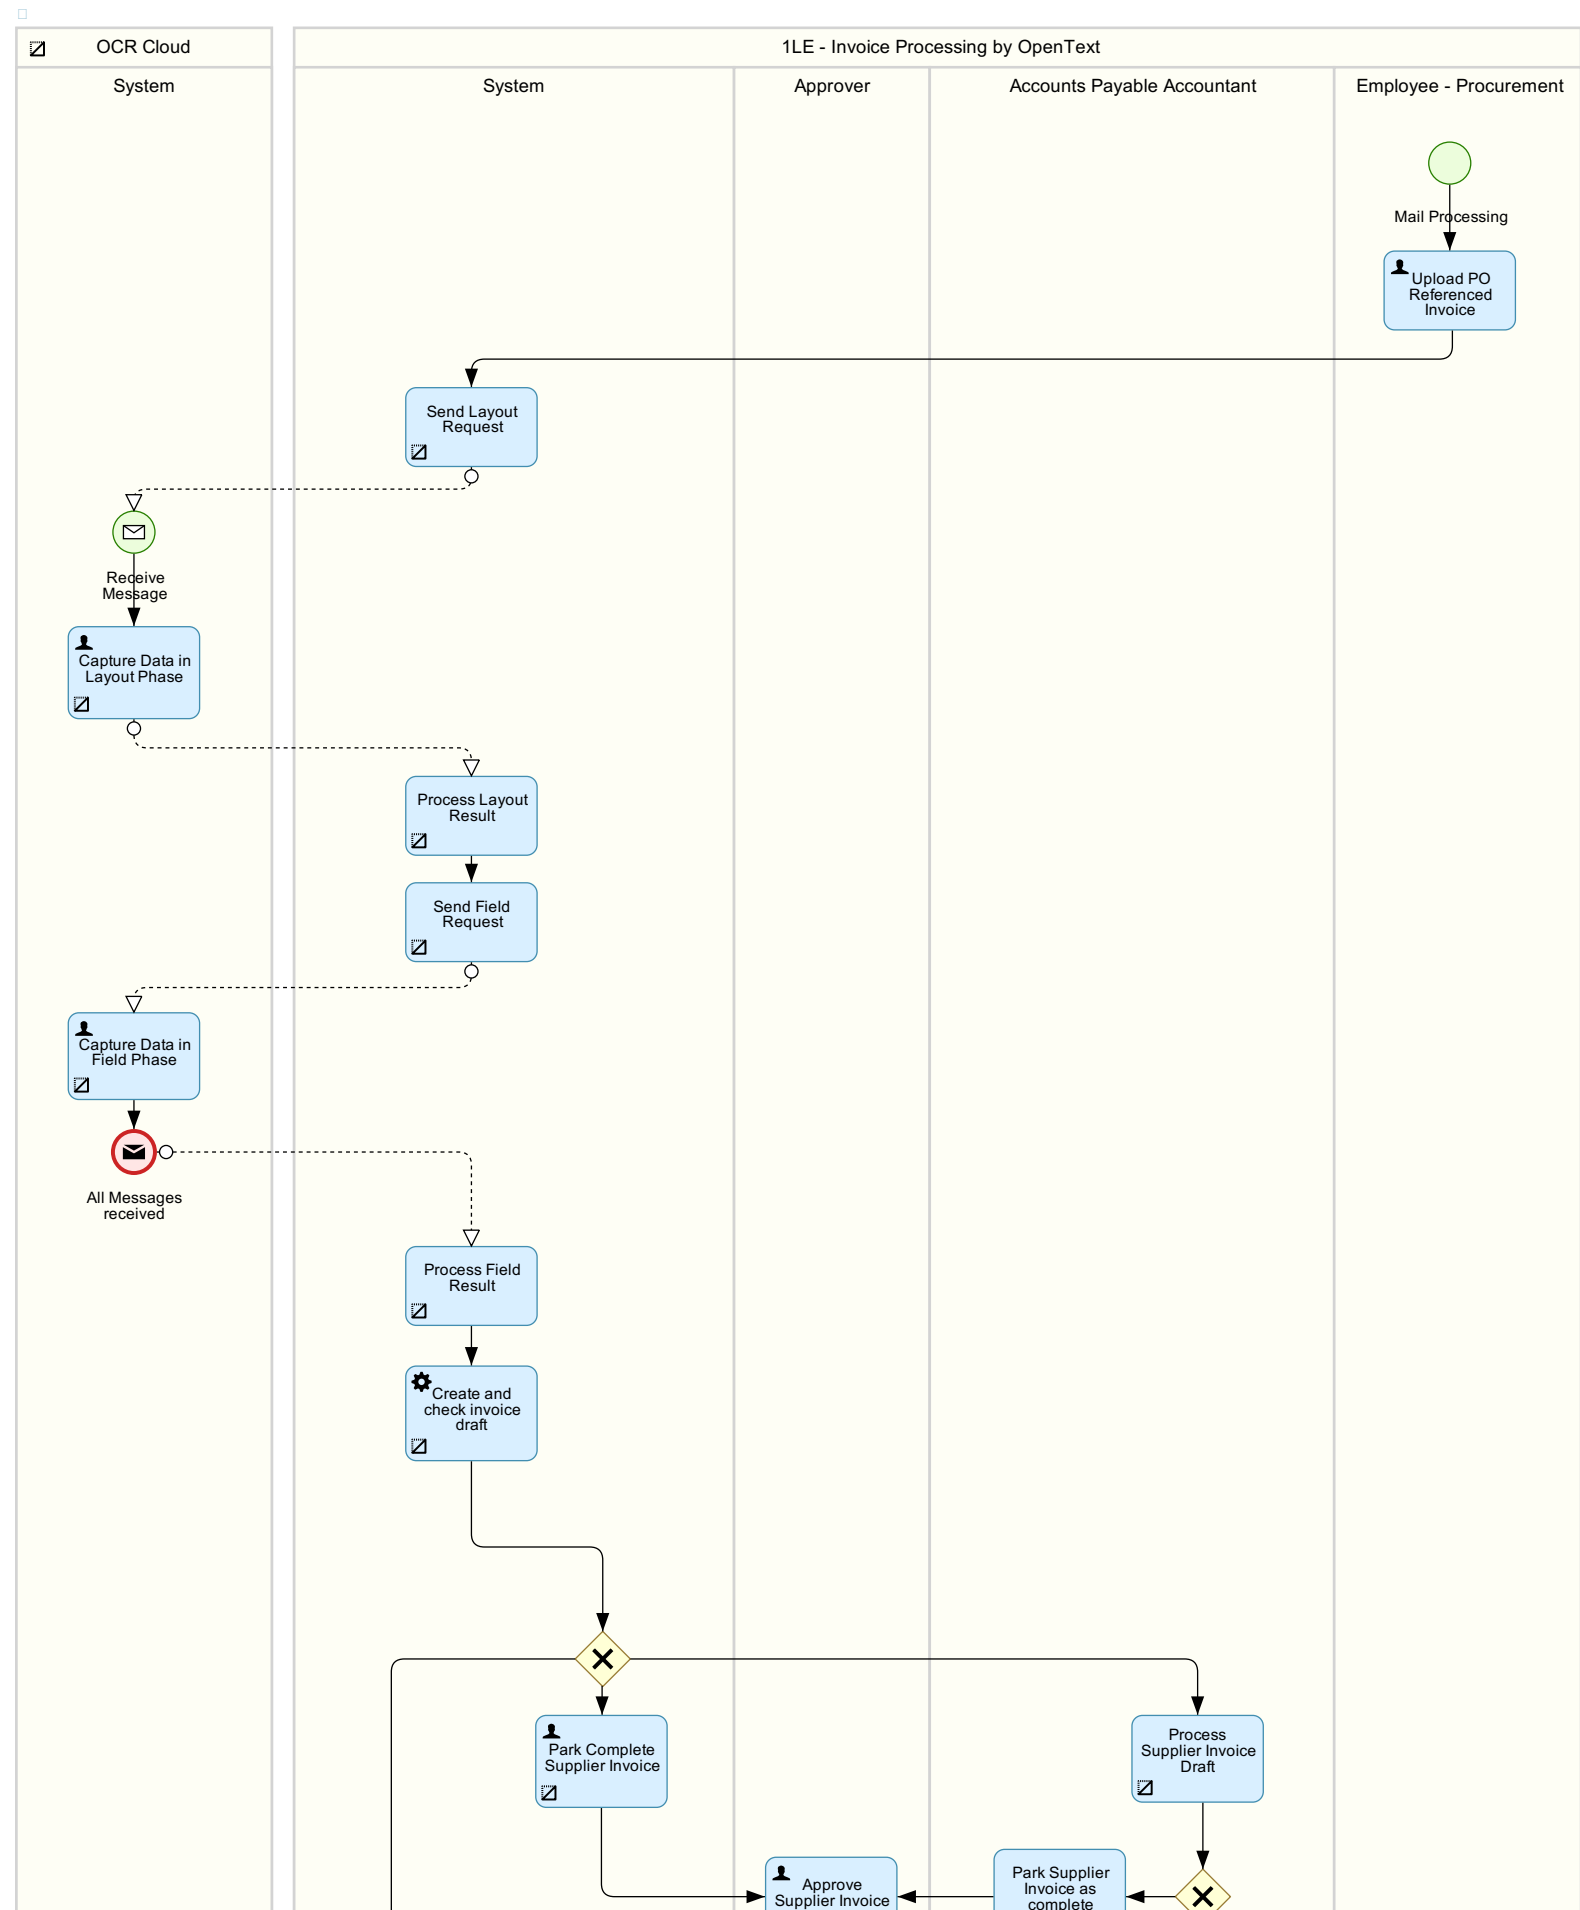 OCR Cloud
1LE - Invoice Processing by OpenText
System
System
Approver
Accounts Payable Accountant
Employee - Procurement
Mail Processing
Upload PO
Referenced
Invoice
Send Layout
Request
Receive
Message
Capture Data in
Layout Phase
Process Layout
Result
Send Field
Request
Capture Data in
Field Phase
All Messages
received
Process Field
Result
Create and
check invoice
draft
Park Complete
Supplier Invoice
Process
Supplier Invoice
Draft
Approve
Supplier Invoice
Park Supplier
Invoice as
complete